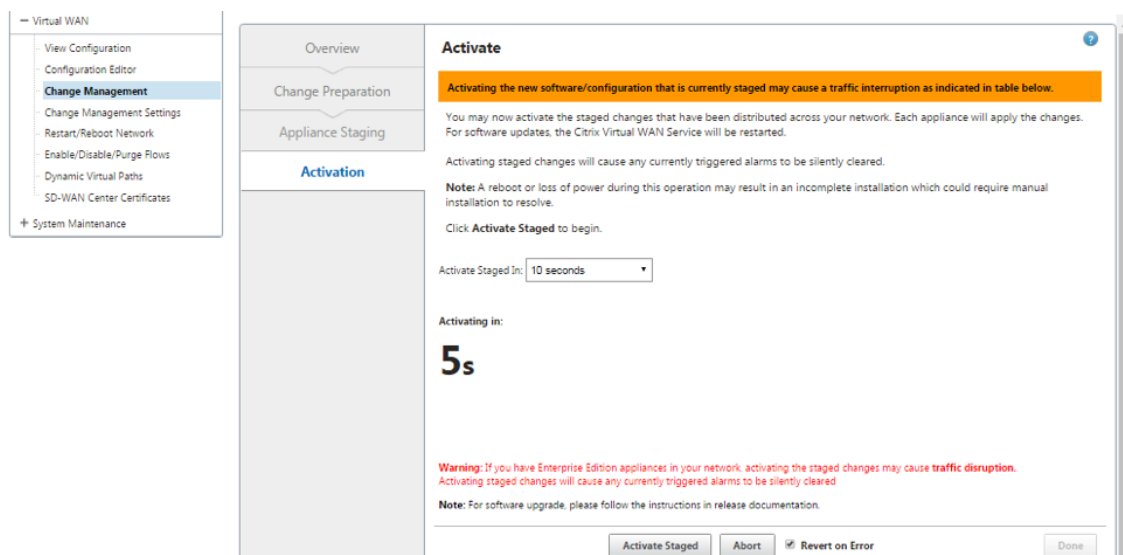 − Virtual WAN
View Configuration
Configuration Editor
Change Management
Change Management Settings
Restart/Reboot Network
Enable/Disable/Purge Flows
Dynamic Virtual Paths
SD-WAN Center Certificates
+ System Maintenance
Overview
Change Preparation
Appliance Staging
Activation
Activate
?
Activating the new software/configuration that is currently staged may cause a traffic interruption as indicated in table below.
You may now activate the staged changes that have been distributed across your network. Each appliance will apply the changes.
For software updates, the Citrix Virtual WAN Service will be restarted.
Activating staged changes will cause any currently triggered alarms to be silently cleared.
Note: A reboot or loss of power during this operation may result in an incomplete installation which could require manual
installation to resolve.
Click Activate Staged to begin.
Activate Staged In: 10 seconds
Activating in:
5s
Warning: If you have Enterprise Edition appliances in your network, activating the staged changes may cause traffic disruption.
Activating staged changes will cause any currently triggered alarms to be silently cleared
Note: For software upgrade, please follow the instructions in release documentation.
Activate Staged Abort Revert on Error Done